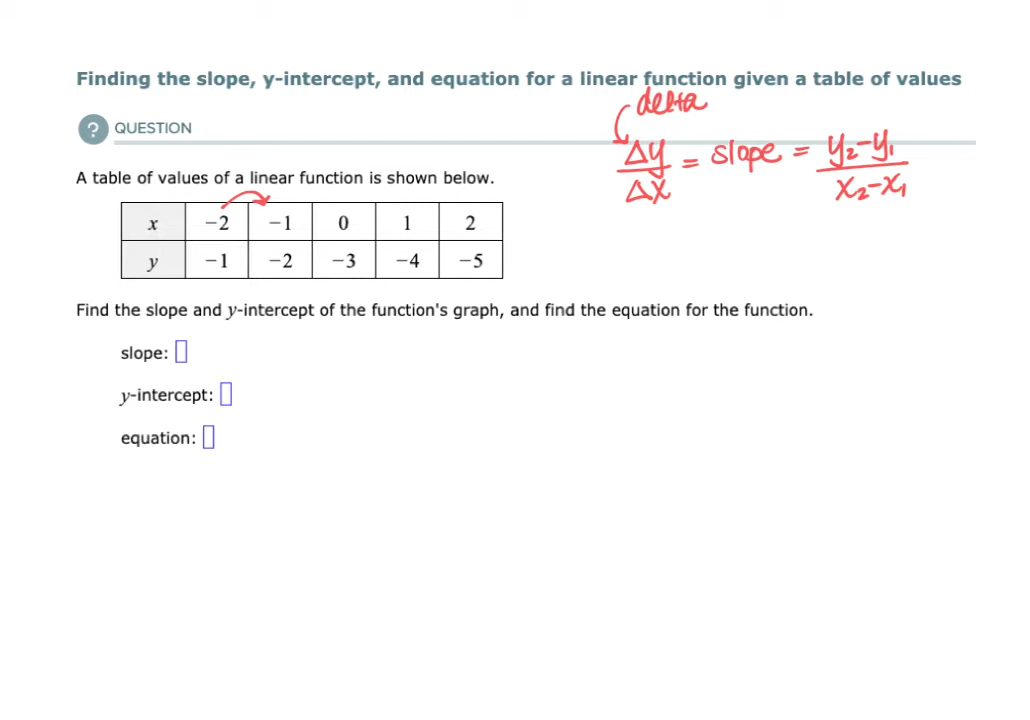 Finding the slope, y-intercept, and equation for a linear function given a table of values
delta
? QUESTION
Δy/Δx = slope = y₂-y₁/x₂-x₁
A table of values of a linear function is shown below.
x −2 −1 0 1 2
y −1 −2 −3 −4 −5
Find the slope and y-intercept of the function's graph, and find the equation for the function.
slope:
y-intercept:
equation: